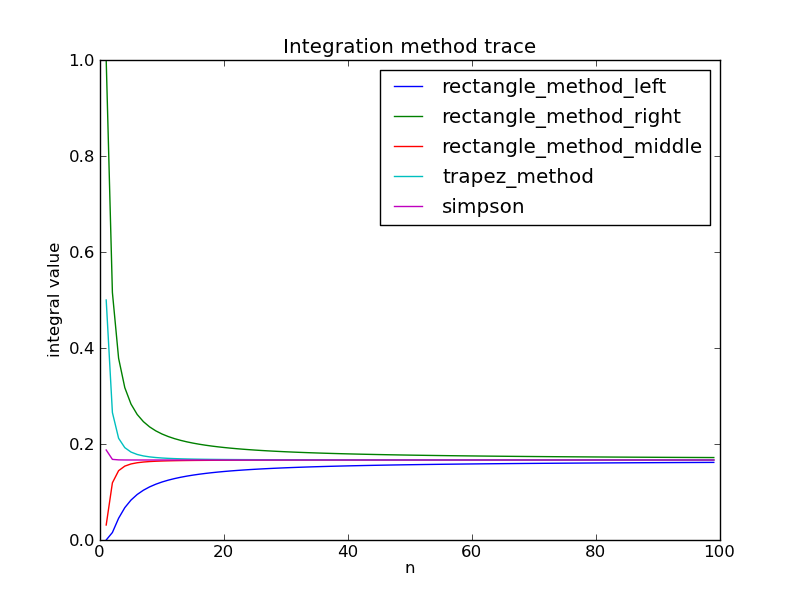 Integration method trace
1.0
0.8
0.6
0.4
0.2
0.0
integral value
rectangle_method_left
rectangle_method_right
rectangle_method_middle
trapez_method
simpson
0
20
40
60
80
100
n